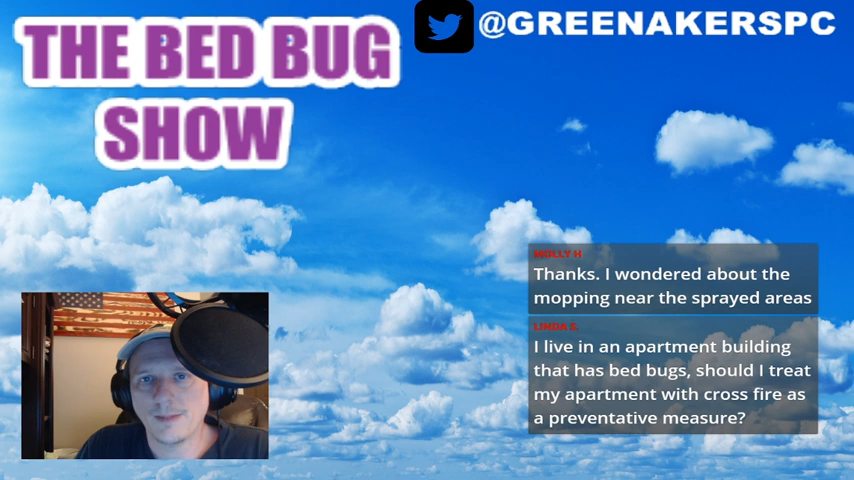 THE BED BUG
SHOW
@GREENAKERSPC
MOLLY H
Thanks. I wondered about the
mopping near the sprayed areas
LINDA S.
I live in an apartment building
that has bed bugs, should I treat
my apartment with cross fire as
a preventative measure?